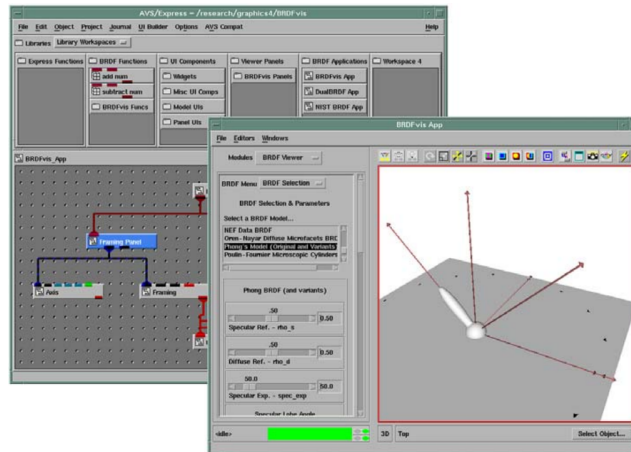 AVS/Express - /research/graphics4/BRDFvis
File Edit Object Project Journal UI Builder Options AVS Compat Help
Libraries Library Workspaces
Express Functions BRDF Functions UI Components Viewer Panels BRDF Applications Workspace 4
add num Widgets BRDFvis Panels BRDFvis App
subtract num Misc UI Comps DualBRDF App
BRDFvis Funcs Model UIs NIST BRDF App
Panel UIs
BRDFvis_App
Framing Panel
Axis Framing
BRDFvis App
File Editors Windows
Modules BRDF Viewer
BRDF Menu BRDF Selection
BRDF Selection & Parameters
Select a BRDF Model...
NEF Data BRDF
Oren-Nayar Diffuse Microfacets BRD
Phong's Model (Original and Variants)
Poulin-Fournier Microscopic Cylinders
Phong BRDF (and variants)
.50
0.50
Specular Ref. - rho_s
.50
0.50
Diffuse Ref. - rho_d
50.0
50.0
Specular Exp. - spec_exp
Specular Lobe Angle
<idle> 3D Top Select Object...